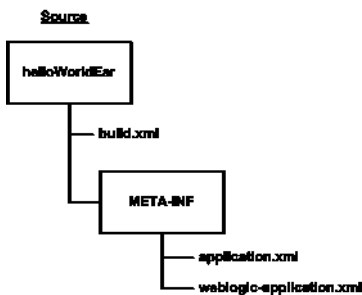 Source
helloWorldEar
build.xml
META-INF
application.xml
weblogic-application.xml